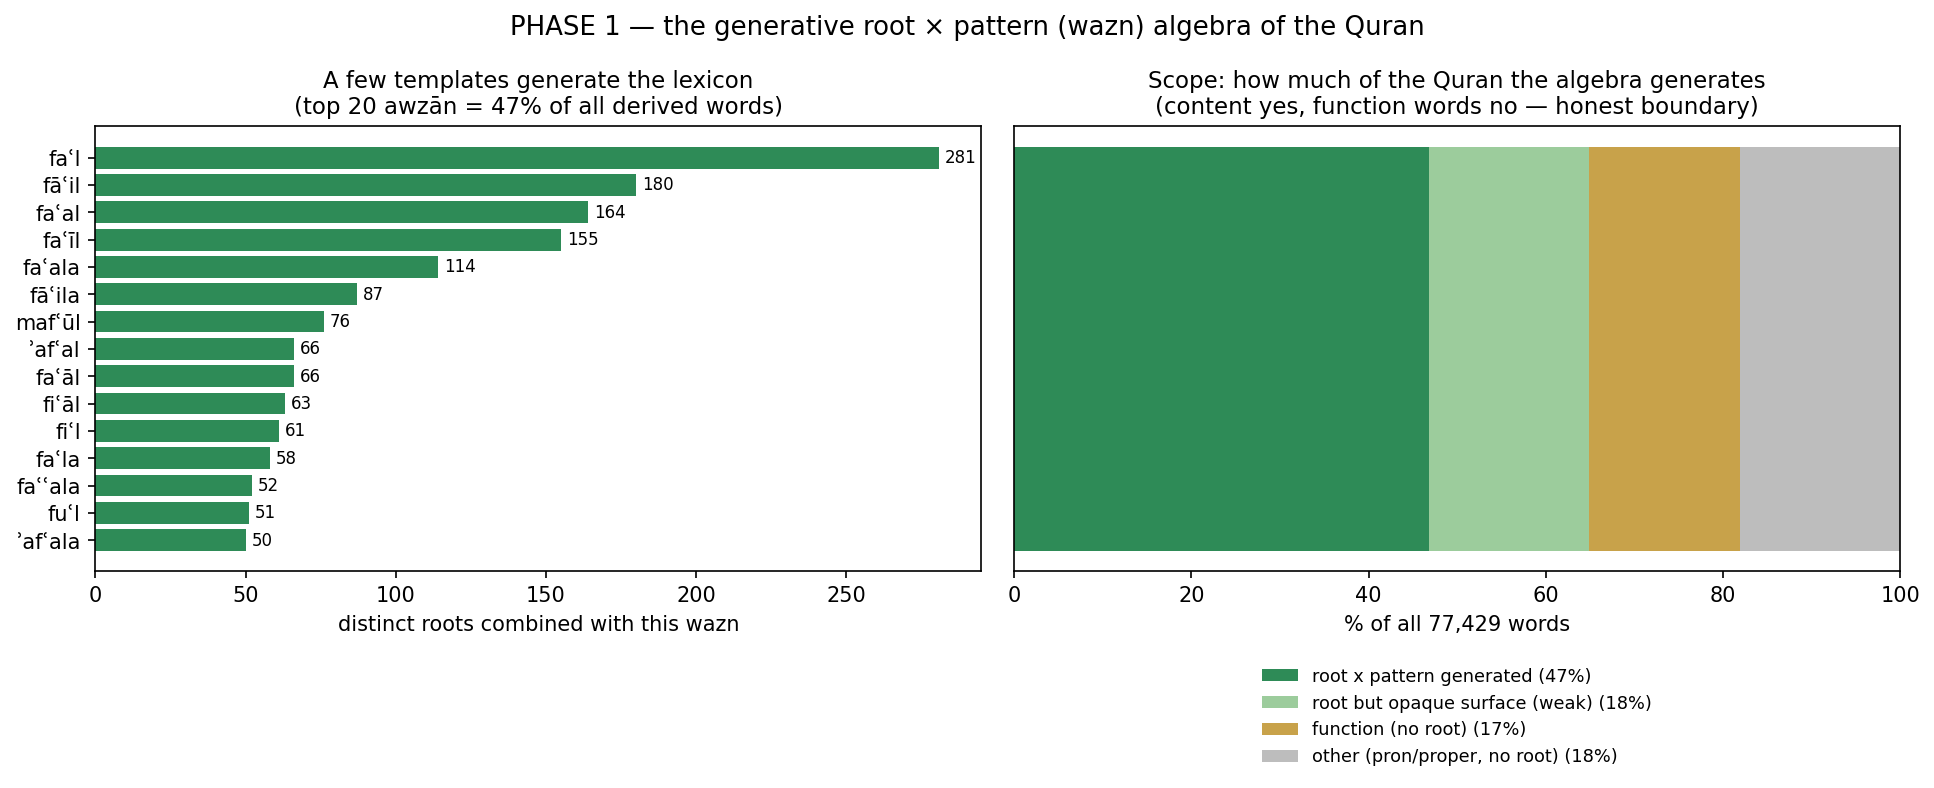 PHASE 1 — the generative root × pattern (wazn) algebra of the Quran
A few templates generate the lexicon
(top 20 awzān = 47% of all derived words)
faʿl 281
fāʿil 180
faʿal 164
faʿīl 155
faʿala 114
fāʿila 87
mafʿūl 76
ʾafʿal 66
faʿāl 66
fiʿāl 63
fiʿl 61
faʿla 58
faʿʿala 52
fuʿl 51
ʾafʿala 50
0 50 100 150 200 250
distinct roots combined with this wazn
Scope: how much of the Quran the algebra generates
(content yes, function words no — honest boundary)
0 20 40 60 80 100
% of all 77,429 words
root x pattern generated (47%)
root but opaque surface (weak) (18%)
function (no root) (17%)
other (pron/proper, no root) (18%)